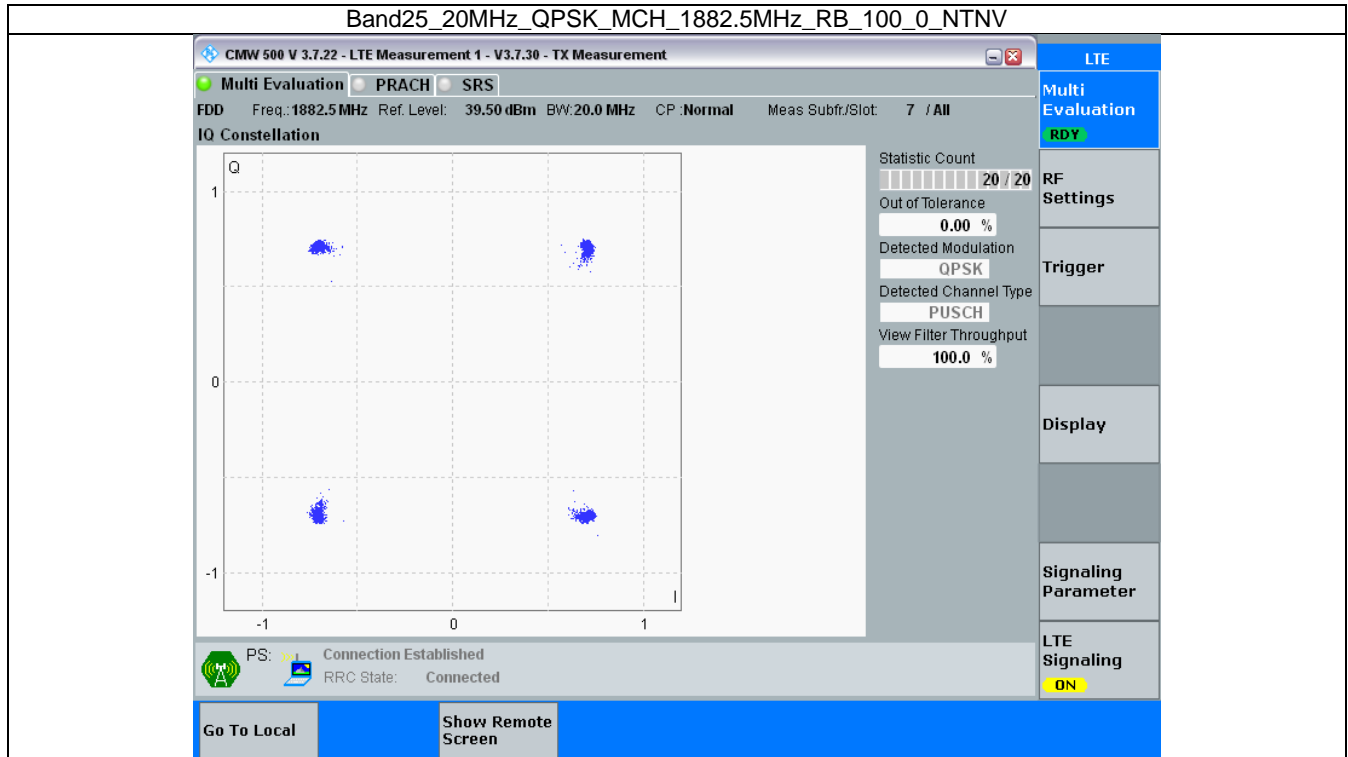 Band25_20MHz_QPSK_MCH_1882.5MHz_RB_100_0_NTNV
CMW 500 V 3.7.22 - LTE Measurement 1 - V3.7.30 - TX Measurement
LTE
Multi Evaluation PRACH SRS
FDD Freq.:1882.5 MHz Ref. Level: 39.50 dBm BW:20.0 MHz CP :Normal Meas Subfr./Slot: 7 / All
IQ Constellation
Q
1
0
-1
I
-1 0 1
Statistic Count
20 / 20
Out of Tolerance
0.00 %
Detected Modulation
QPSK
Detected Channel Type
PUSCH
View Filter Throughput
100.0 %
Multi
Evaluation
RDY
RF
Settings
Trigger
Display
Signaling
Parameter
LTE
Signaling
ON
PS: Connection Established
RRC State: Connected
Go To Local
Show Remote
Screen